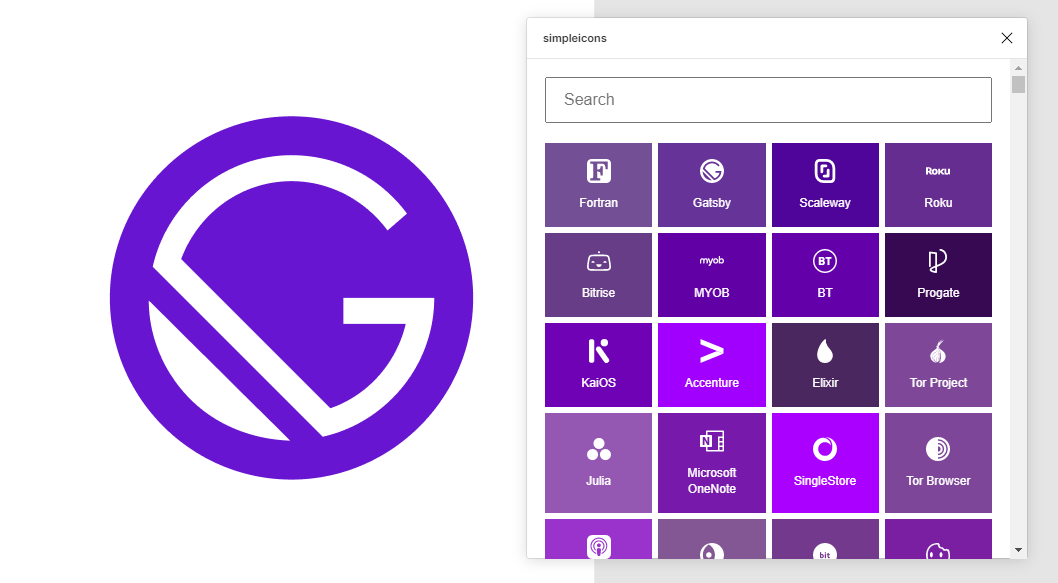 simpleicons
Search
Fortran
Gatsby
Scaleway
Roku
Roku
Bitrise
myob
MYOB
BT
BT
Progate
KaiOS
Accenture
Elixir
Tor Project
Julia
N
Microsoft
OneNote
SingleStore
Tor Browser
bit